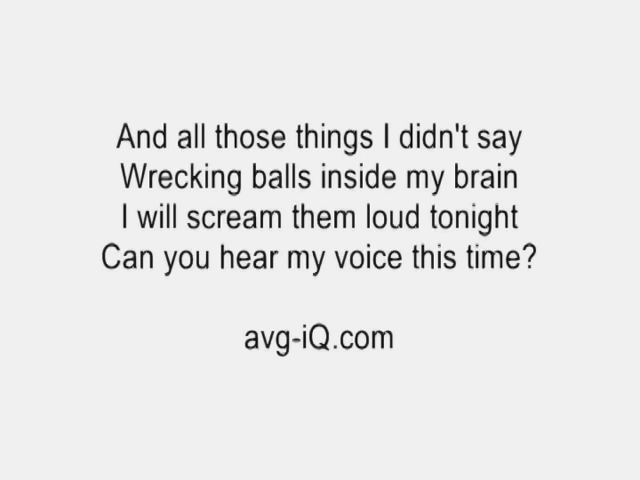 And all those things I didn't say
Wrecking balls inside my brain
I will scream them loud tonight
Can you hear my voice this time?
avg-iQ.com